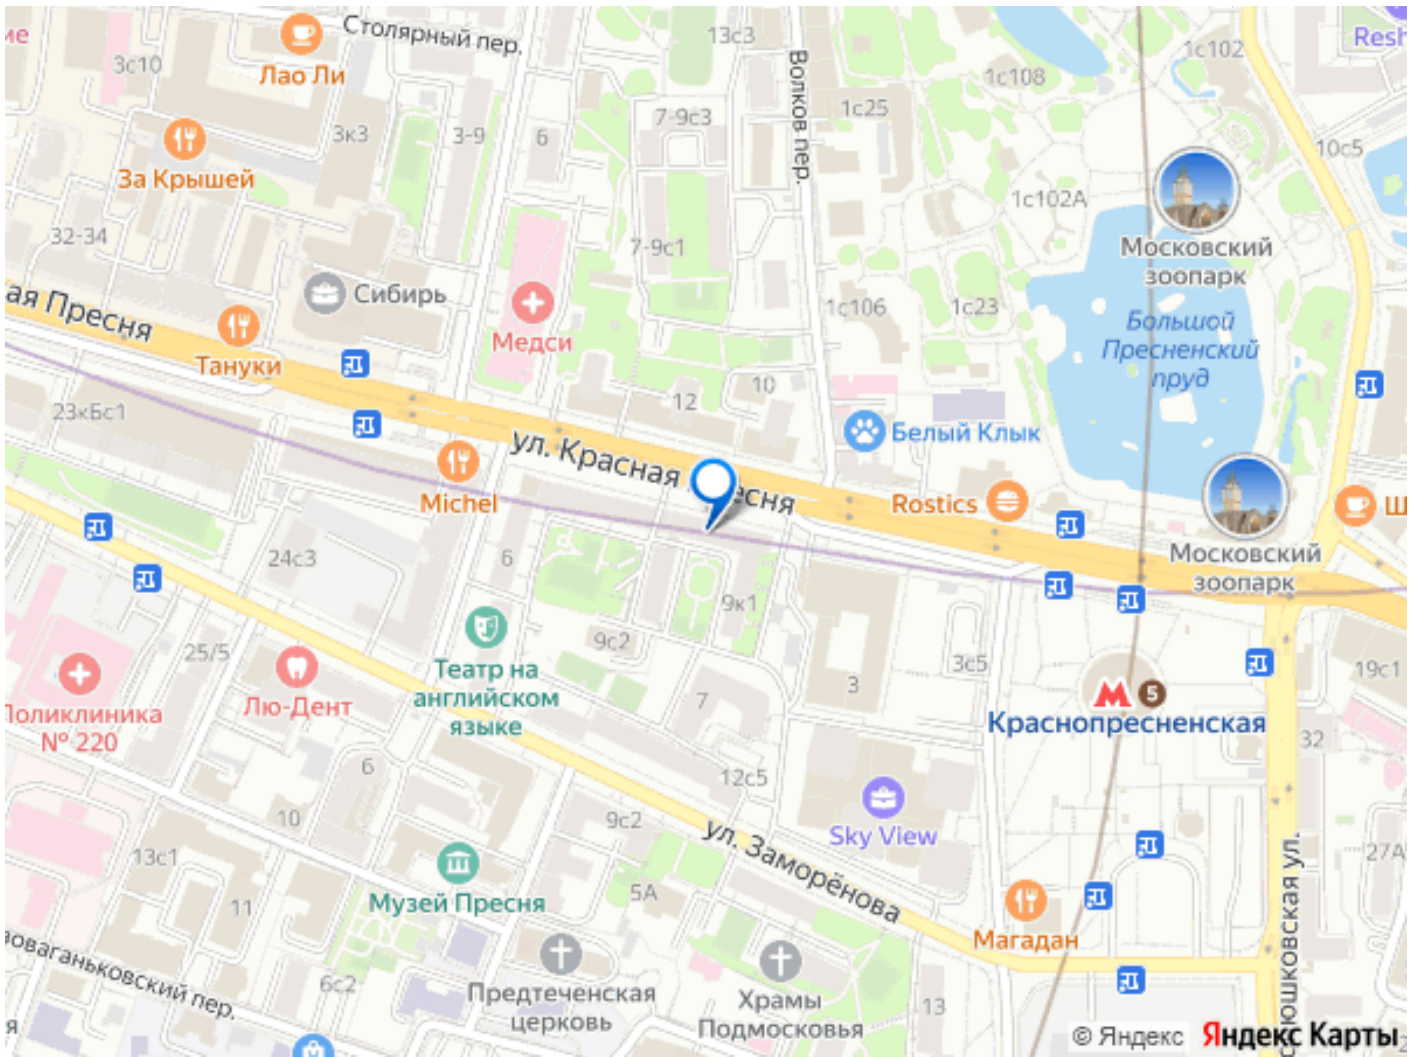 Столярный пер.
Лао Ли
3с10
13с3
Волков пер.
1с102
1с108
1с25
3к3
3-9
6
7-9с3
10с5
За Крышей
32-34
7-9с1
1с102А
Московский
зоопарк
Сибирь
1с106
1с23
Большой
Пресненский
пруд
ая Пресня
Тануки
Медси
12
10
23кБс1
Белый Клык
ул. Красная Пресня
Michel
Rostics
Московский
зоопарк
24с3
6
9к1
9с2
25/5
Театр на
английском
языке
Лю-Дент
Поликлиника
№ 220
7
3
3с5
19с1
М 5
Краснопресненская
32
12с5
6
10
9с2
Sky View
ул. Заморёнова
13с1
Музей Пресня
5А
27А
11
Магадан
6с2
Предтеченская
церковь
Храмы
Подмосковья
13
© Яндекс
Яндекс Карты